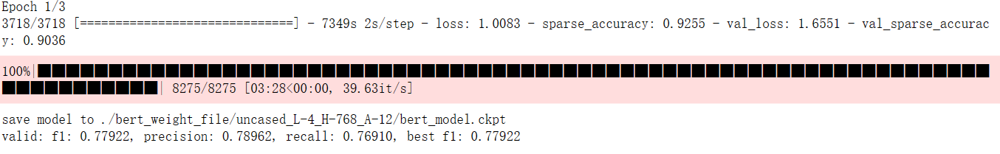 Epoch 1/3
3718/3718 [==============================] - 7349s 2s/step - loss: 1.0083 - sparse_accuracy: 0.9255 - val_loss: 1.6551 - val_sparse_accurac
y: 0.9036
100%|██████████████████████████████████████████████████████████████████████
███████████| 8275/8275 [03:28<00:00, 39.63it/s]
save model to ./bert_weight_file/uncased_L-4_H-768_A-12/bert_model.ckpt
valid: f1: 0.77922, precision: 0.78962, recall: 0.76910, best f1: 0.77922